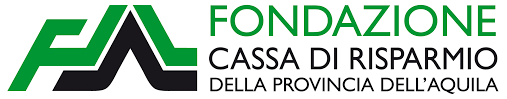 FONDAZIONE
CASSA DI RISPARMIO
DELLA PROVINCIA DELL'AQUILA